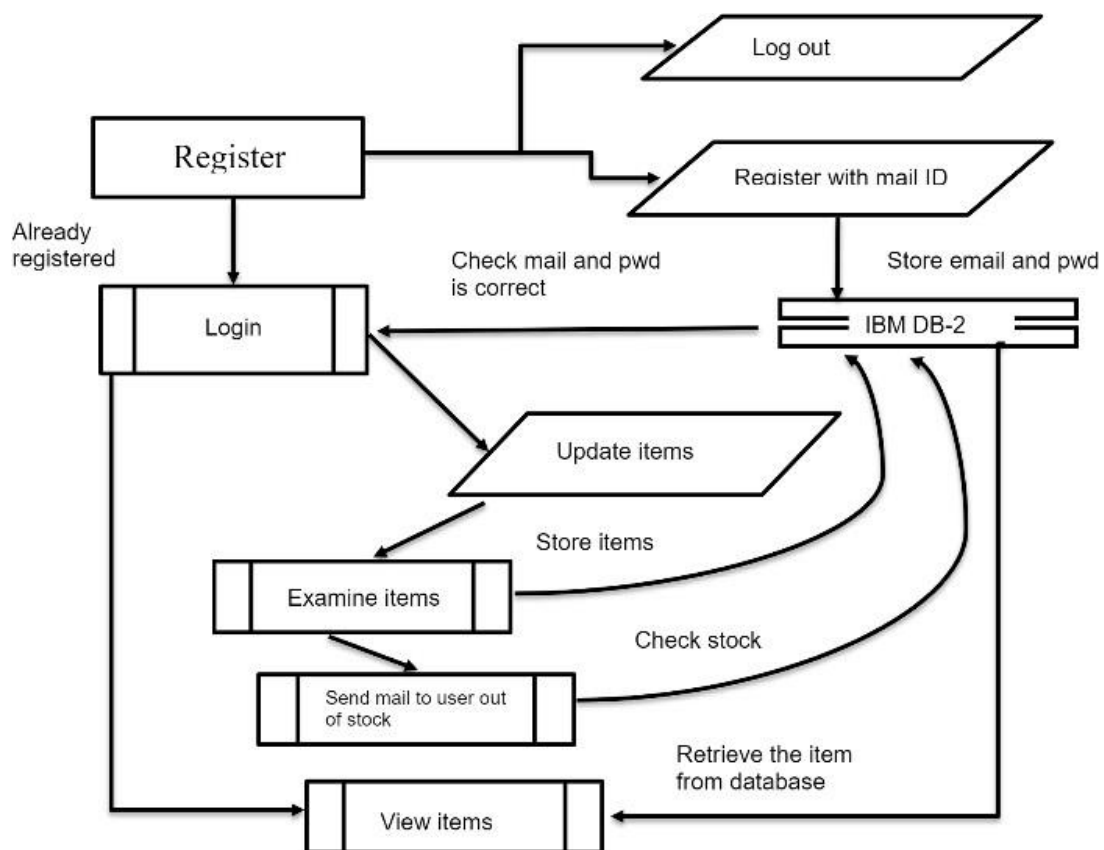 Log out
Register
Register with mail ID
Already
registered
Check mail and pwd
is correct
Store email and pwd
Login
IBM DB-2
Update items
Store items
Examine items
Check stock
Send mail to user out
of stock
Retrieve the item
from database
View items